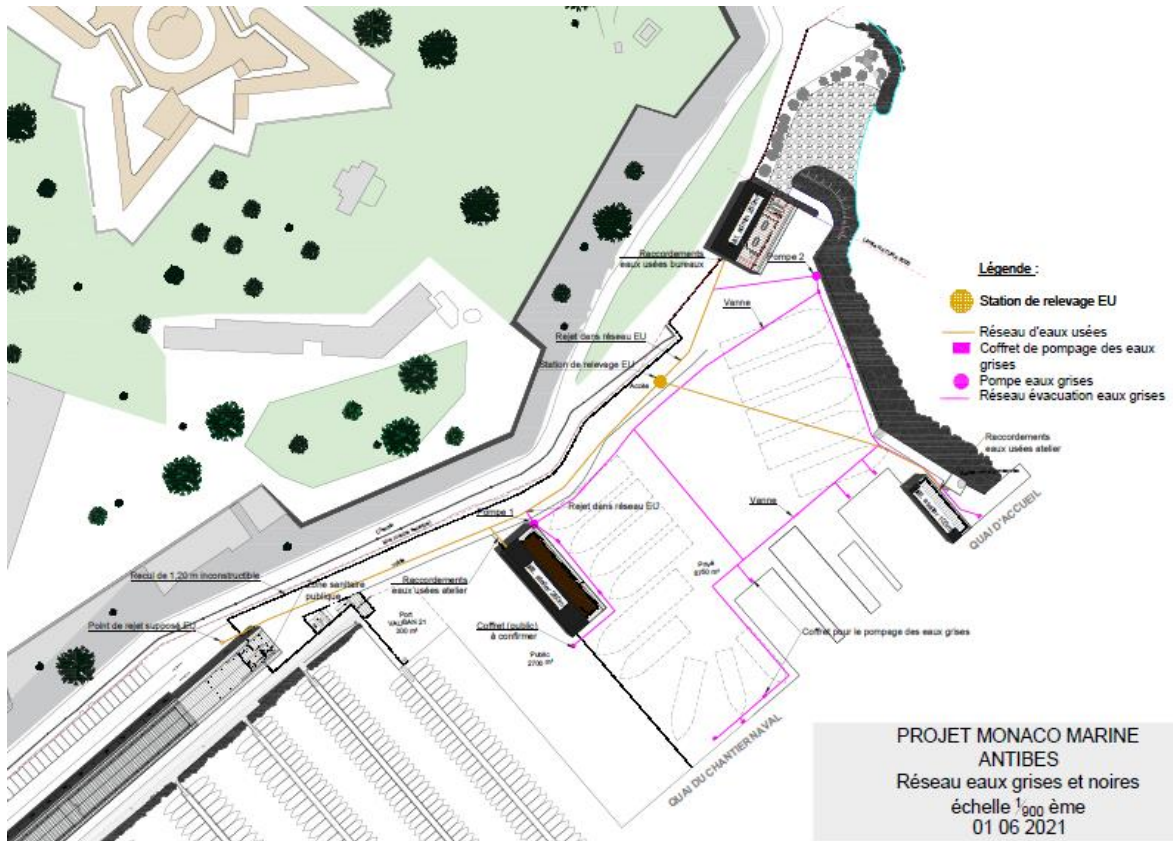 Raccordements
eaux usées bureaux
Pompe 2
Vanne
Rejet dans réseau EU
Station de relevage EU
Accès
Légende :
Station de relevage EU
Réseau d'eaux usées
Coffret de pompage des eaux
grises
Pompe eaux grises
Réseau évacuation eaux grises
Raccordements
eaux usées atelier
QUAI D'ACCUEIL
Vanne
Pompe 1
Rejet dans réseau EU
Recul de 1,20 m inconstructible
Zone sanitaire
publique
Raccordements
eaux usées atelier
Point de rejet supposé EU
Port
VAUBAN 21
300 m²
Coffret (public)
à confirmer
Public
2700 m²
Coffret pour le pompage des eaux grises
QUAI DU CHANTIER NAVAL
PROJET MONACO MARINE
ANTIBES
Réseau eaux grises et noires
échelle 1/900 ème
01 06 2021